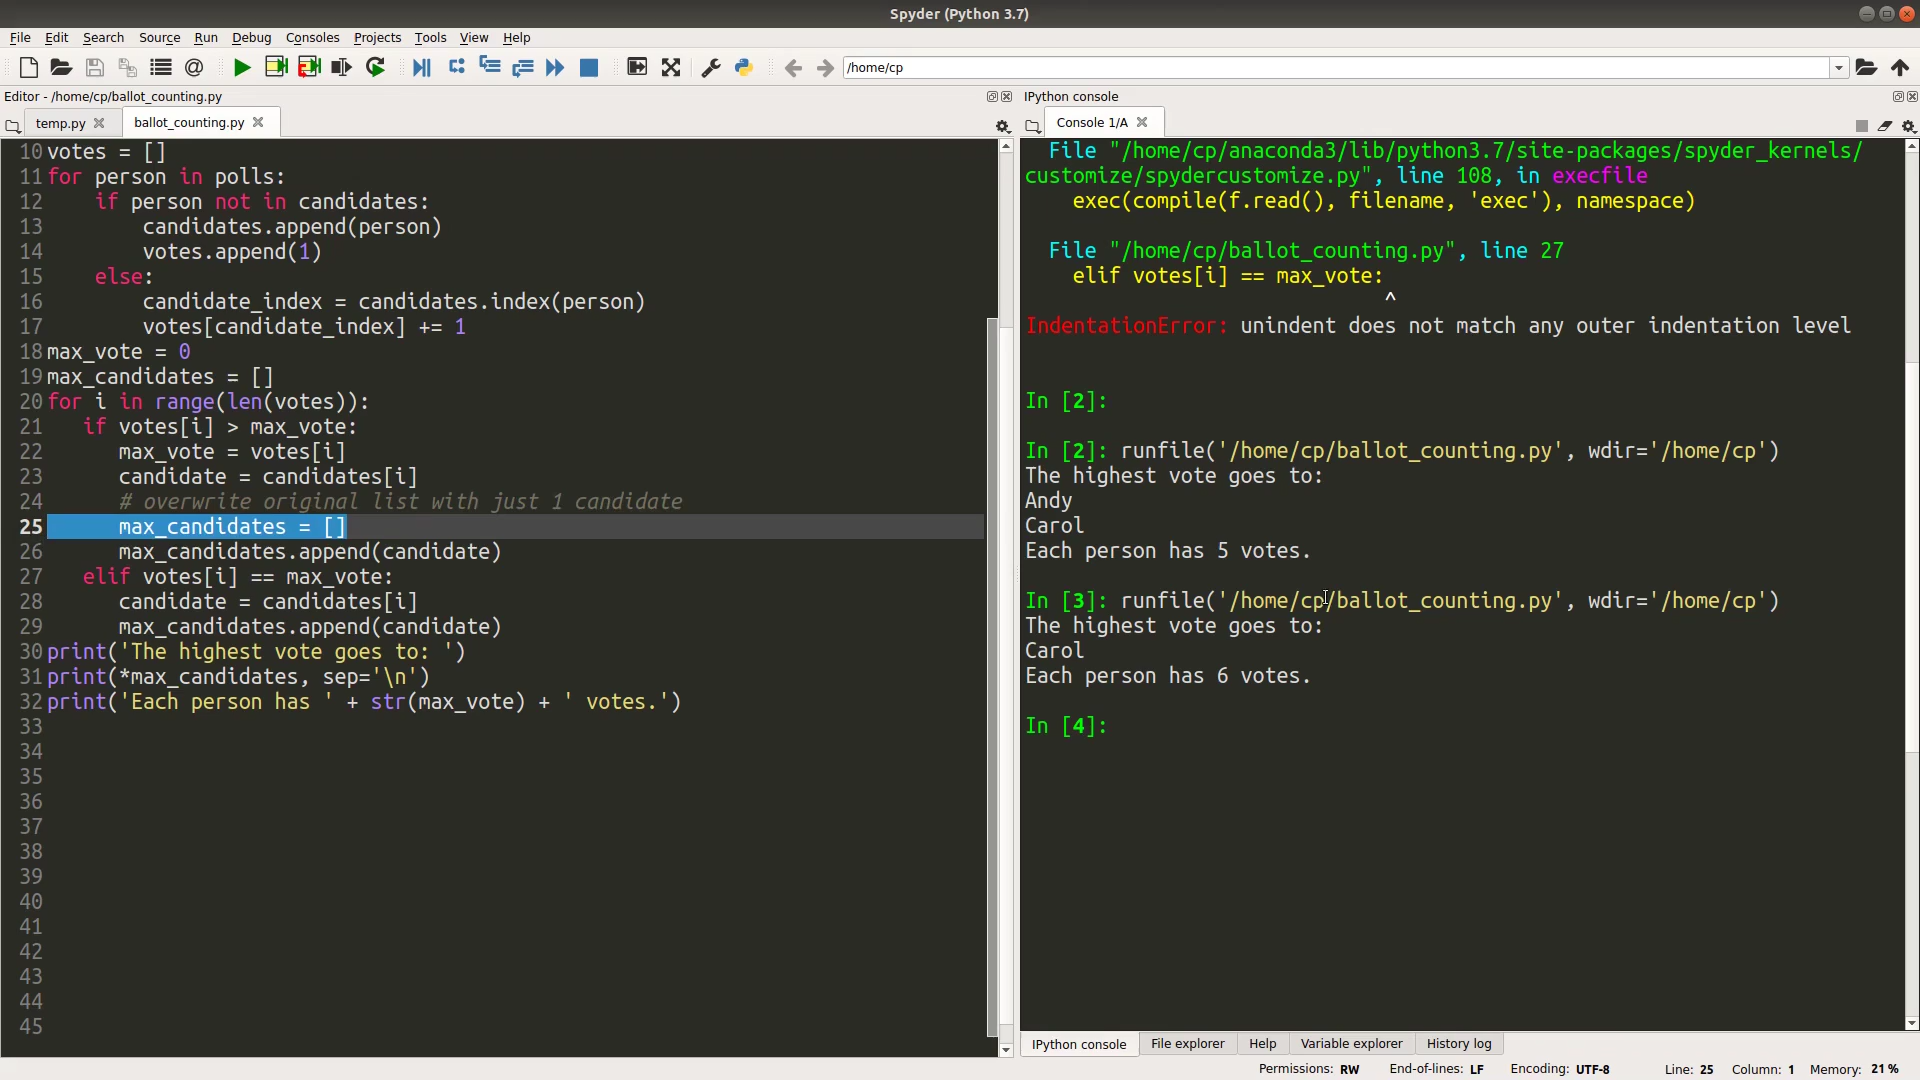 Spyder (Python 3.7)
File Edit Search Source Run Debug Consoles Projects Tools View Help
/home/cp
Editor - /home/cp/ballot_counting.py
temp.py ballot_counting.py
10 votes = []
11 for person in polls:
12     if person not in candidates:
13         candidates.append(person)
14         votes.append(1)
15     else:
16         candidate_index = candidates.index(person)
17         votes[candidate_index] += 1
18 max_vote = 0
19 max_candidates = []
20 for i in range(len(votes)):
21    if votes[i] > max_vote:
22       max_vote = votes[i]
23       candidate = candidates[i]
24       # overwrite original list with just 1 candidate
25       max_candidates = []
26       max_candidates.append(candidate)
27    elif votes[i] == max_vote:
28       candidate = candidates[i]
29       max_candidates.append(candidate)
30 print('The highest vote goes to: ')
31 print(*max_candidates, sep='\n')
32 print('Each person has ' + str(max_vote) + ' votes.')
33
34
35
36
37
38
39
40
41
42
43
44
45
IPython console
Console 1/A
  File "/home/cp/anaconda3/lib/python3.7/site-packages/spyder_kernels/
customize/spydercustomize.py", line 108, in execfile
    exec(compile(f.read(), filename, 'exec'), namespace)
  File "/home/cp/ballot_counting.py", line 27
    elif votes[i] == max_vote:
^
IndentationError: unindent does not match any outer indentation level
In [2]:
In [2]: runfile('/home/cp/ballot_counting.py', wdir='/home/cp')
The highest vote goes to:
Andy
Carol
Each person has 5 votes.
In [3]: runfile('/home/cp/ballot_counting.py', wdir='/home/cp')
The highest vote goes to:
Carol
Each person has 6 votes.
In [4]:
IPython console File explorer Help Variable explorer History log
Permissions: RW End-of-lines: LF Encoding: UTF-8 Line: 25 Column: 1 Memory: 21 %